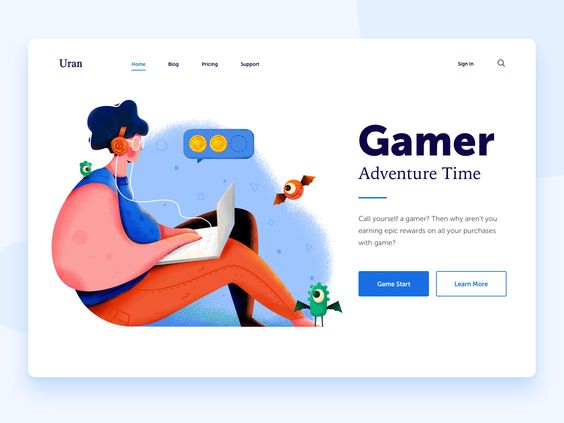 Uran
Home
Blog
Pricing
Support
Sign In
Gamer
Adventure Time
Call yourself a gamer? Then why aren't you
earning epic rewards on all your purchases
with game?
Game Start
Learn More